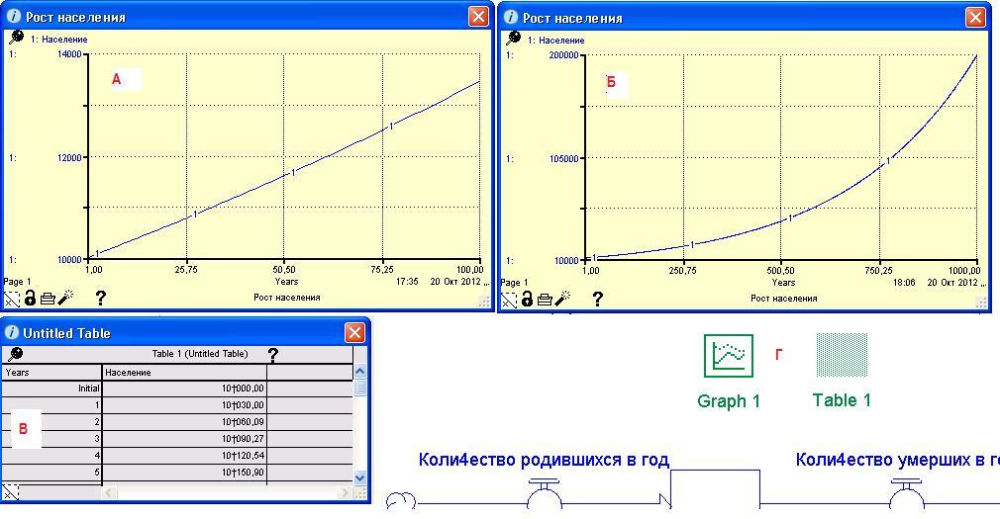 Рост населения
1: Население
А
1:
14000
1:
12000
1:
10000
1,00
25,75
50,50
75,25
100,00
Page 1
Years
17:35 20 Окт 2012
Рост населения
?
Рост населения
1: Население
Б
1:
200000
1:
105000
1:
10000
1,00
250,75
500,50
750,25
1000,00
Page 1
Years
18:06 20 Окт 2012
Рост населения
?
Untitled Table
Table 1 (Untitled Table) ?
Years Население
Initial 10†000,00
1 10†030,00
2 10†060,09
3 10†090,27
4 10†120,54
5 10†150,90
В
Г
Graph 1
Table 1
Коли4ество родившихся в год
Коли4ество умерших в го